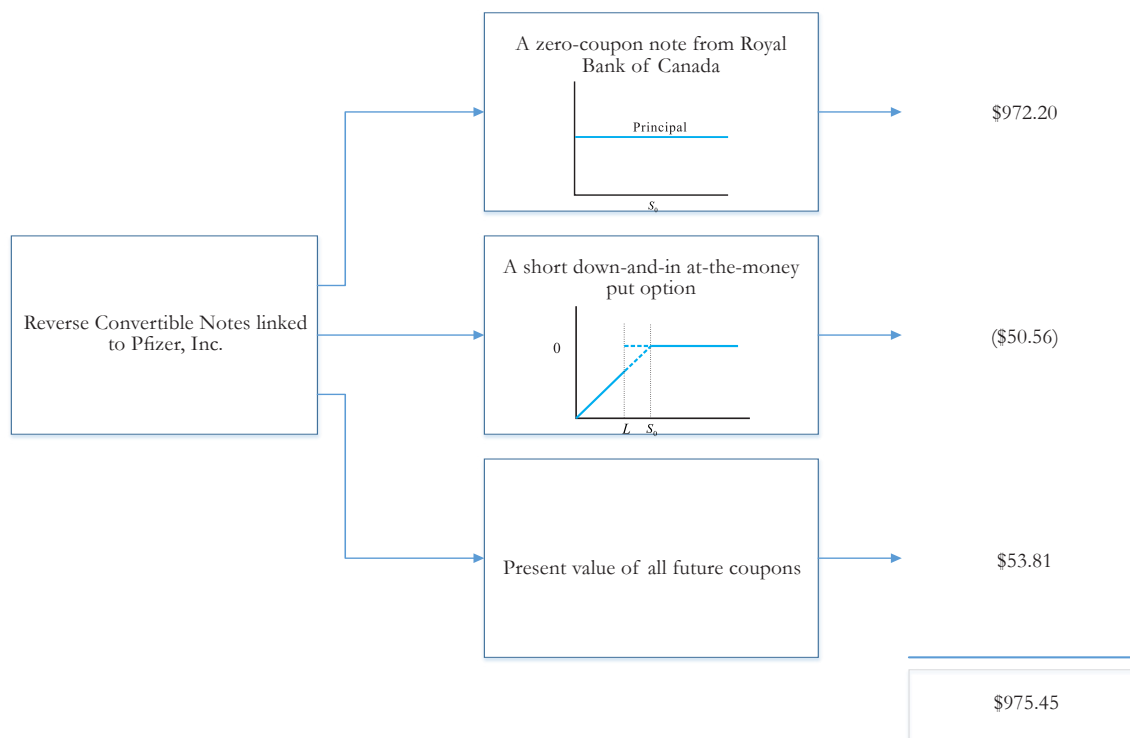 A zero-coupon note from Royal
Bank of Canada
Principal
S₀
$972.20
Reverse Convertible Notes linked
to Pfizer, Inc.
A short down-and-in at-the-money
put option
0
L S₀
($50.56)
Present value of all future coupons
$53.81
$975.45